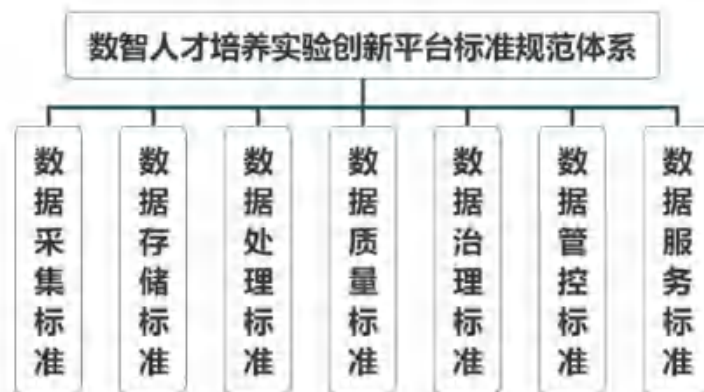 数智人才培养实验创新平台标准规范体系
数据采集标准
数据存储标准
数据处理标准
数据质量标准
数据治理标准
数据管控标准
数据服务标准